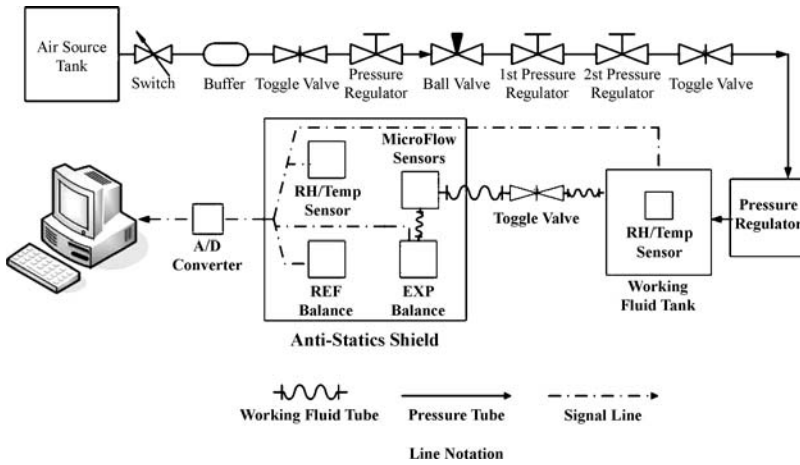 Air Source
Tank
Switch
Buffer
Toggle Valve
Pressure
Regulator
Ball Valve
1st Pressure
Regulator
2st Pressure
Regulator
Toggle Valve
MicroFlow
Sensors
RH/Temp
Sensor
A/D
Converter
REF
Balance
EXP
Balance
Anti-Statics Shield
Toggle Valve
RH/Temp
Sensor
Working
Fluid Tank
Pressure
Regulator
Working Fluid Tube
Pressure Tube
Signal Line
Line Notation